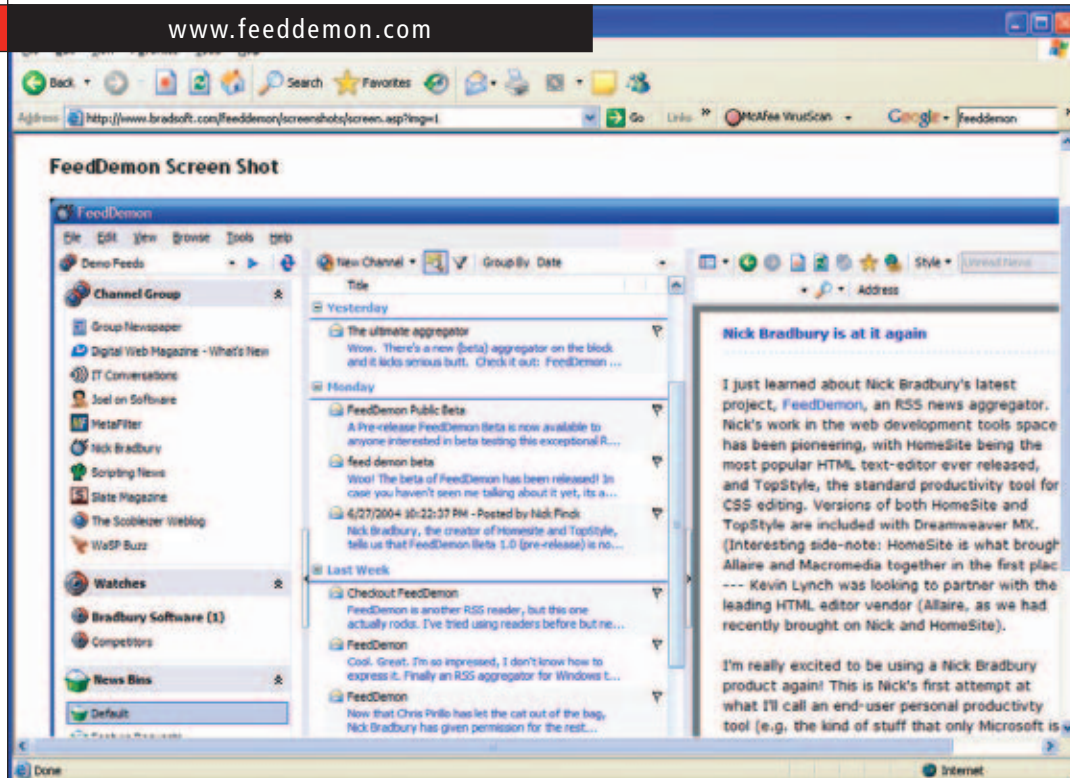 www.feeddemon.com
Back
Search
Favorites
Address
http://www.bradsoft.com/feeddemon/screenshots/screen.asp?img=1
Go
Links »
McAfee VirusScan
Google
feeddemon
FeedDemon Screen Shot
FeedDemon
File Edit View Browse Tools Help
Demo Feeds
Channel Group
Group Newspaper
Digital Web Magazine - What's New
IT Conversations
Joel on Software
MetaFilter
Nick Bradbury
Scripting News
Slate Magazine
The Scobleizer Weblog
WaSP Buzz
Watches
Bradbury Software (1)
Competitors
News Bins
Default
New Channel
Group By Date
Title
Yesterday
The ultimate aggregator
Wow. There's a new (beta) aggregator on the block
and it kicks serious butt. Check it out: FeedDemon ...
Monday
FeedDemon Public Beta
A Pre-release FeedDemon Beta is now available to
anyone interested in beta testing this exceptional R...
feed demon beta
Woo! The beta of FeedDemon has been released! In
case you haven't seen me talking about it yet, its a...
6/27/2004 10:22:37 PM - Posted by Nick Finck
Nick Bradbury, the creator of Homesite and TopStyle,
tells us that FeedDemon Beta 1.0 (pre-release) is no...
Last Week
Checkout FeedDemon
FeedDemon is another RSS reader, but this one
actually rocks. I've tried using readers before but ne...
FeedDemon
Cool. Great. I'm so impressed, I don't know how to
express it. Finally an RSS aggregator for Windows t...
FeedDemon
Now that Chris Pirillo has let the cat out of the bag,
Nick Bradbury has given permission for the rest...
Style
Unread News
Address
Nick Bradbury is at it again
I just learned about Nick Bradbury's latest
project, FeedDemon, an RSS news aggregator.
Nick's work in the web development tools space
has been pioneering, with HomeSite being the
most popular HTML text-editor ever released,
and TopStyle, the standard productivity tool for
CSS editing. Versions of both HomeSite and
TopStyle are included with Dreamweaver MX.
(Interesting side-note: HomeSite is what brough
Allaire and Macromedia together in the first plac
--- Kevin Lynch was looking to partner with the
leading HTML editor vendor (Allaire, as we had
recently brought on Nick and HomeSite).
I'm really excited to be using a Nick Bradbury
product again! This is Nick's first attempt at
what I'll call an end-user personal productivty
tool (e.g. the kind of stuff that only Microsoft is
Done
Internet